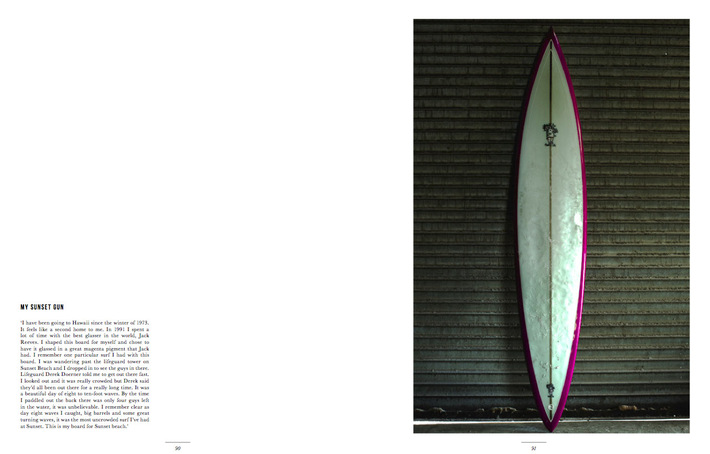 MY SUNSET GUN
'I have been going to Hawaii since the winter of 1973.
It feels like a second home to me. In 1991 I spent a
lot of time with the best glasser in the world, Jack
Reeves. I shaped this board for myself and chose to
have it glassed in a great magenta pigment that Jack
had. I remember one particular surf I had with this
board. I was wandering past the lifeguard tower on
Sunset Beach and I dropped in to see the guys in there.
Lifeguard Derek Doerner told me to get out there fast.
I looked out and it was really crowded but Derek said
they'd all been out there for a really long time. It was
a beautiful day of eight to ten-foot waves. By the time
I paddled out the back there was only four guys left
in the water, it was unbelievable. I remember clear as
day eight waves I caught, big barrels and some great
turning waves, it was the most uncrowded surf I've had
at Sunset. This is my board for Sunset beach.'
90
91